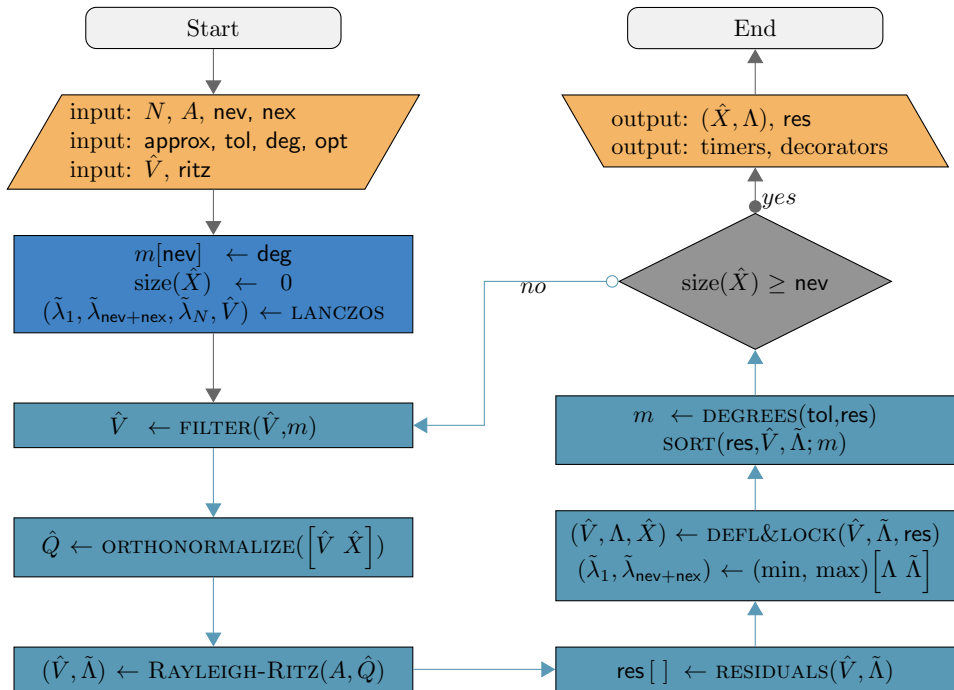 Start
input: N, A, nev, nex
input: approx, tol, deg, opt
input: V̂, ritz
m[nev] ← deg
size(X̂) ← 0
(λ̃₁, λ̃ₙₑᵥ₊ₙₑₓ, λ̃_N, V̂) ← LANCZOS
V̂ ← FILTER(V̂,m)
Q̂ ← ORTHONORMALIZE([V̂ X̂])
(V̂, Λ̃) ← RAYLEIGH-RITZ(A, Q̂)
res [ ] ← RESIDUALS(V̂, Λ̃)
(V̂, Λ, X̂) ← DEFL&LOCK(V̂, Λ̃, res)
(λ̃₁, λ̃ₙₑᵥ₊ₙₑₓ) ← (min, max)[Λ Λ̃]
m ← DEGREES(tol,res)
SORT(res,V̂, Λ̃; m)
size(X̂) ≥ nev
no
yes
output: (X̂, Λ), res
output: timers, decorators
End